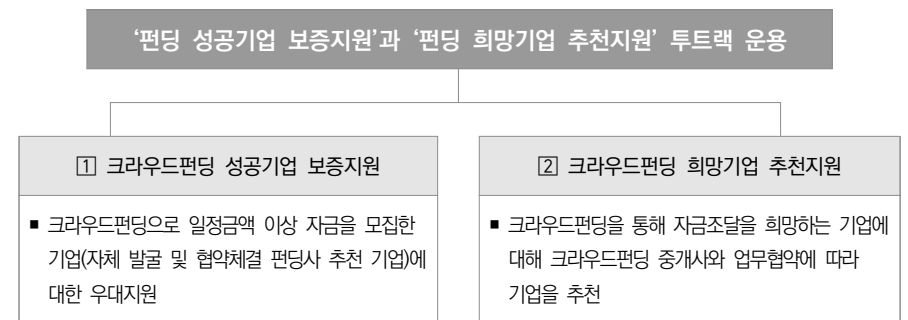 ‘펀딩 성공기업 보증지원’과 ‘펀딩 희망기업 추천지원’ 투트랙 운용
1 크라우드펀딩 성공기업 보증지원
■ 크라우드펀딩으로 일정금액 이상 자금을 모집한
기업(자체 발굴 및 협약체결 펀딩사 추천 기업)에
대한 우대지원
2 크라우드펀딩 희망기업 추천지원
■ 크라우드펀딩을 통해 자금조달을 희망하는 기업에
대해 크라우드펀딩 중개사와 업무협약에 따라
기업을 추천